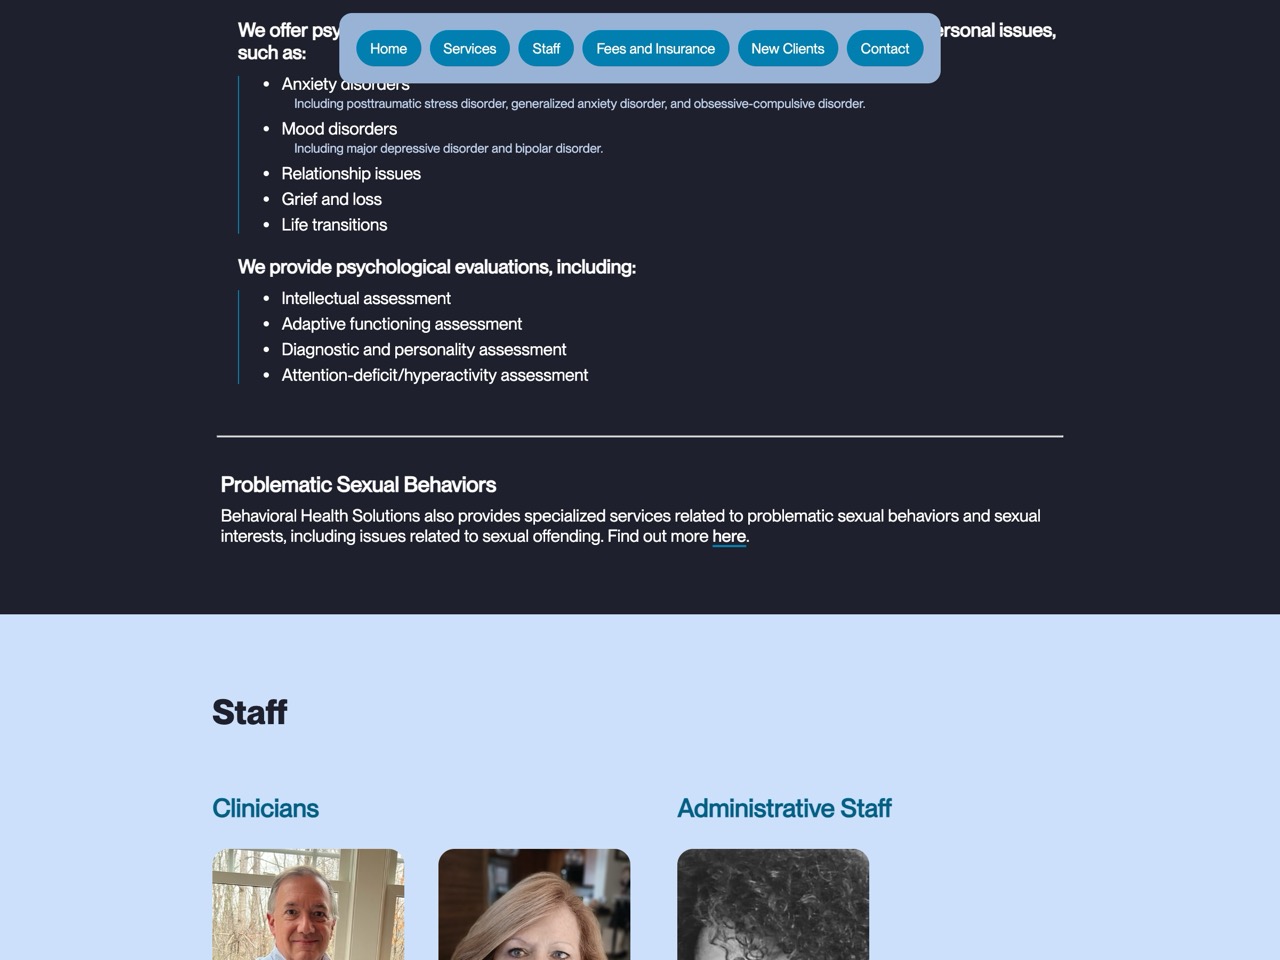 Home Services Staff Fees and Insurance New Clients Contact
We offer psy ersonal issues,
such as:
• Anxiety disorders
Including posttraumatic stress disorder, generalized anxiety disorder, and obsessive-compulsive disorder.
• Mood disorders
Including major depressive disorder and bipolar disorder.
• Relationship issues
• Grief and loss
• Life transitions
We provide psychological evaluations, including:
• Intellectual assessment
• Adaptive functioning assessment
• Diagnostic and personality assessment
• Attention-deficit/hyperactivity assessment
Problematic Sexual Behaviors
Behavioral Health Solutions also provides specialized services related to problematic sexual behaviors and sexual
interests, including issues related to sexual offending. Find out more here.
Staff
Clinicians
Administrative Staff